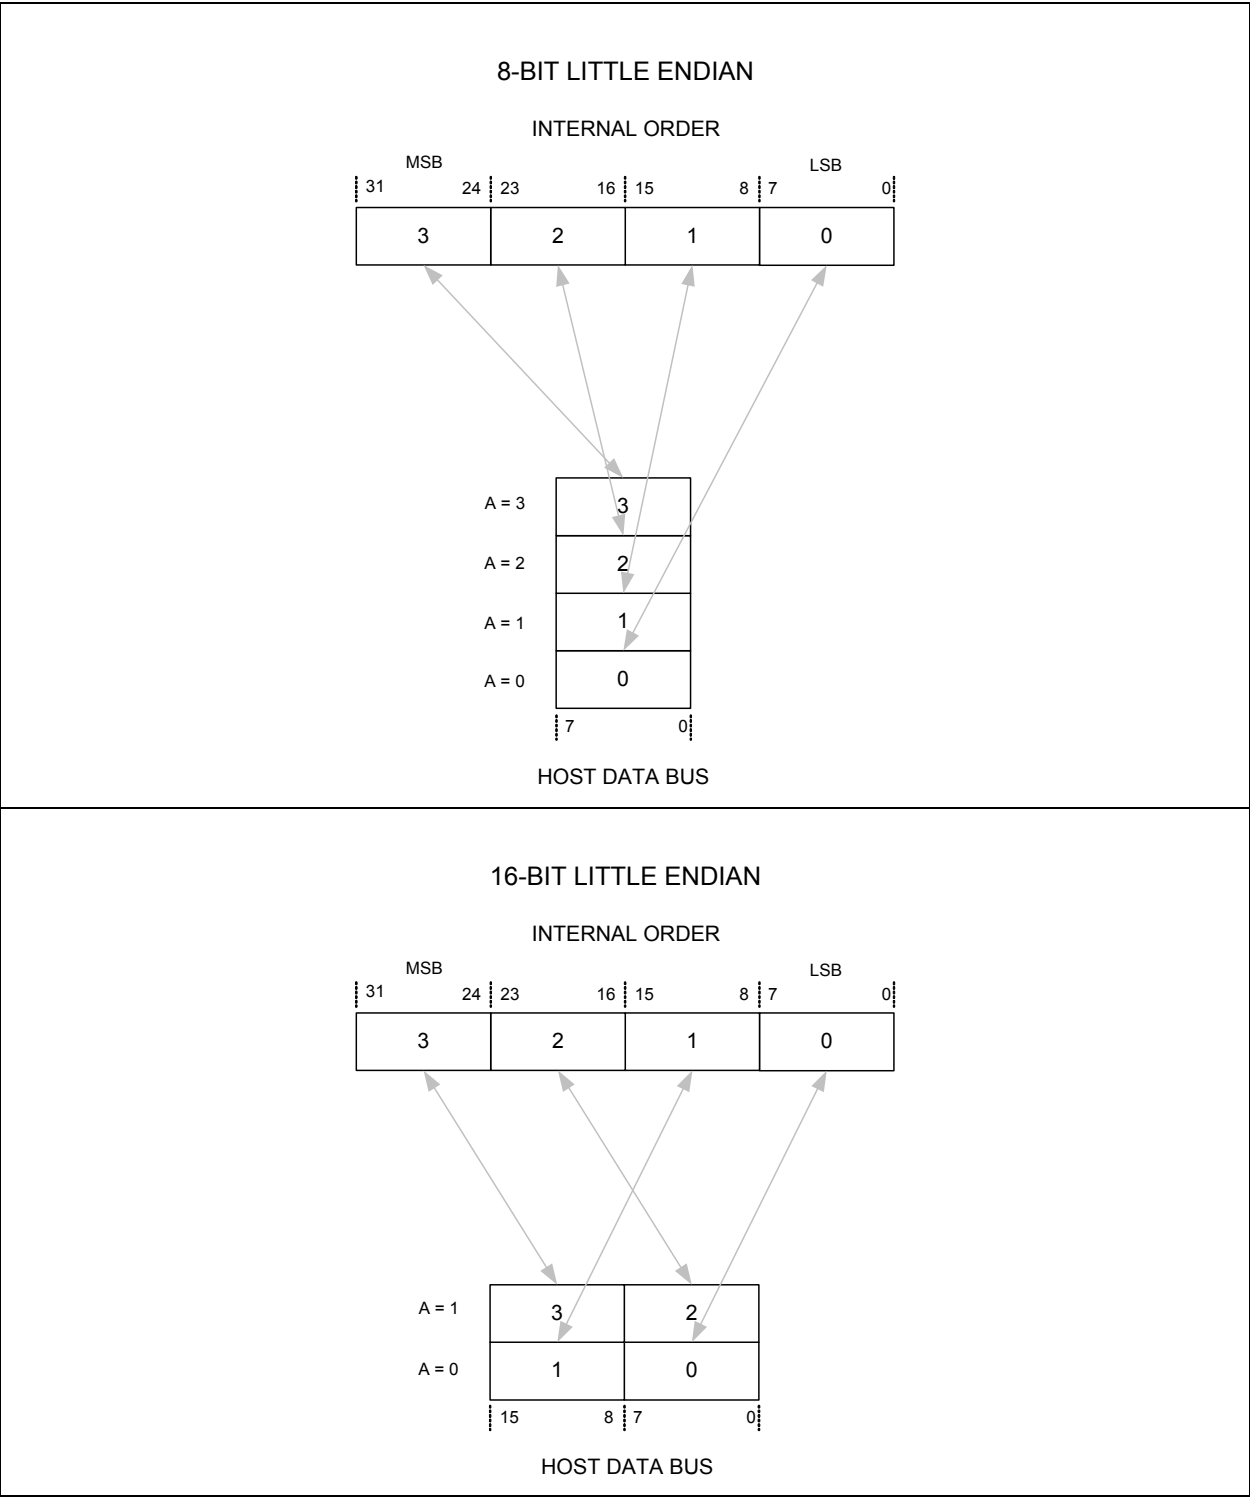 8-BIT LITTLE ENDIAN
INTERNAL ORDER
MSB LSB
31 24 23 16 15 8 7 0
3 2 1 0
A = 3 3
A = 2 2
A = 1 1
A = 0 0
7 0
HOST DATA BUS
16-BIT LITTLE ENDIAN
INTERNAL ORDER
MSB LSB
31 24 23 16 15 8 7 0
3 2 1 0
A = 1 3 2
A = 0 1 0
15 8 7 0
HOST DATA BUS